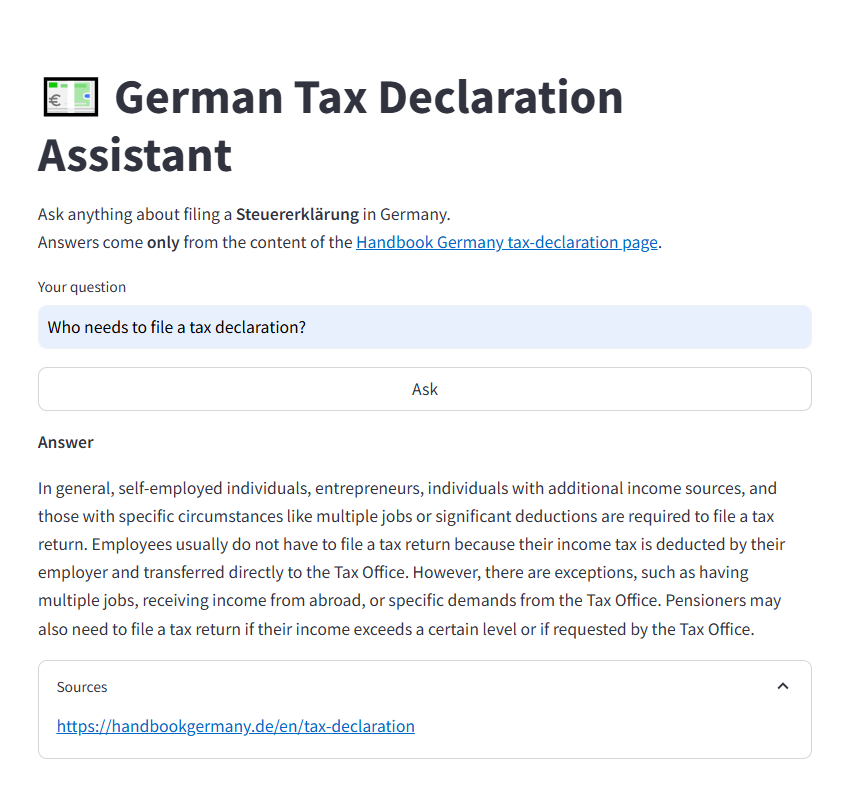 German Tax Declaration
Assistant
Ask anything about filing a Steuererklärung in Germany.
Answers come only from the content of the Handbook Germany tax-declaration page.
Your question
Who needs to file a tax declaration?
Ask
Answer
In general, self-employed individuals, entrepreneurs, individuals with additional income sources, and
those with specific circumstances like multiple jobs or significant deductions are required to file a tax
return. Employees usually do not have to file a tax return because their income tax is deducted by their
employer and transferred directly to the Tax Office. However, there are exceptions, such as having
multiple jobs, receiving income from abroad, or specific demands from the Tax Office. Pensioners may
also need to file a tax return if their income exceeds a certain level or if requested by the Tax Office.
Sources
https://handbookgermany.de/en/tax-declaration